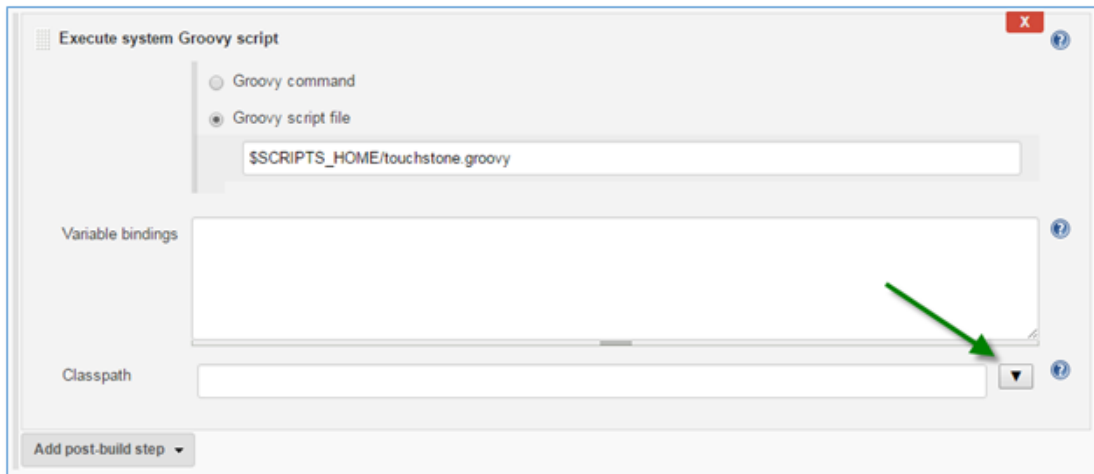 X
Execute system Groovy script
Groovy command
Groovy script file
$SCRIPTS_HOME/touchstone.groovy
Variable bindings
Classpath
Add post-build step